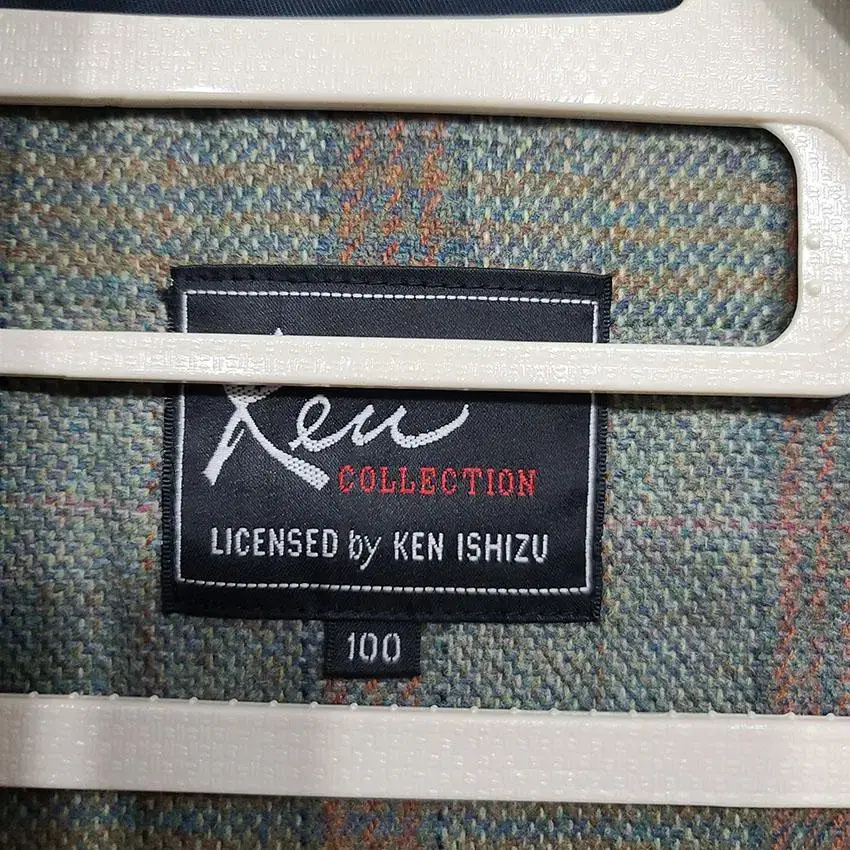 Ken
COLLECTION
LICENSED by KEN ISHIZU
100